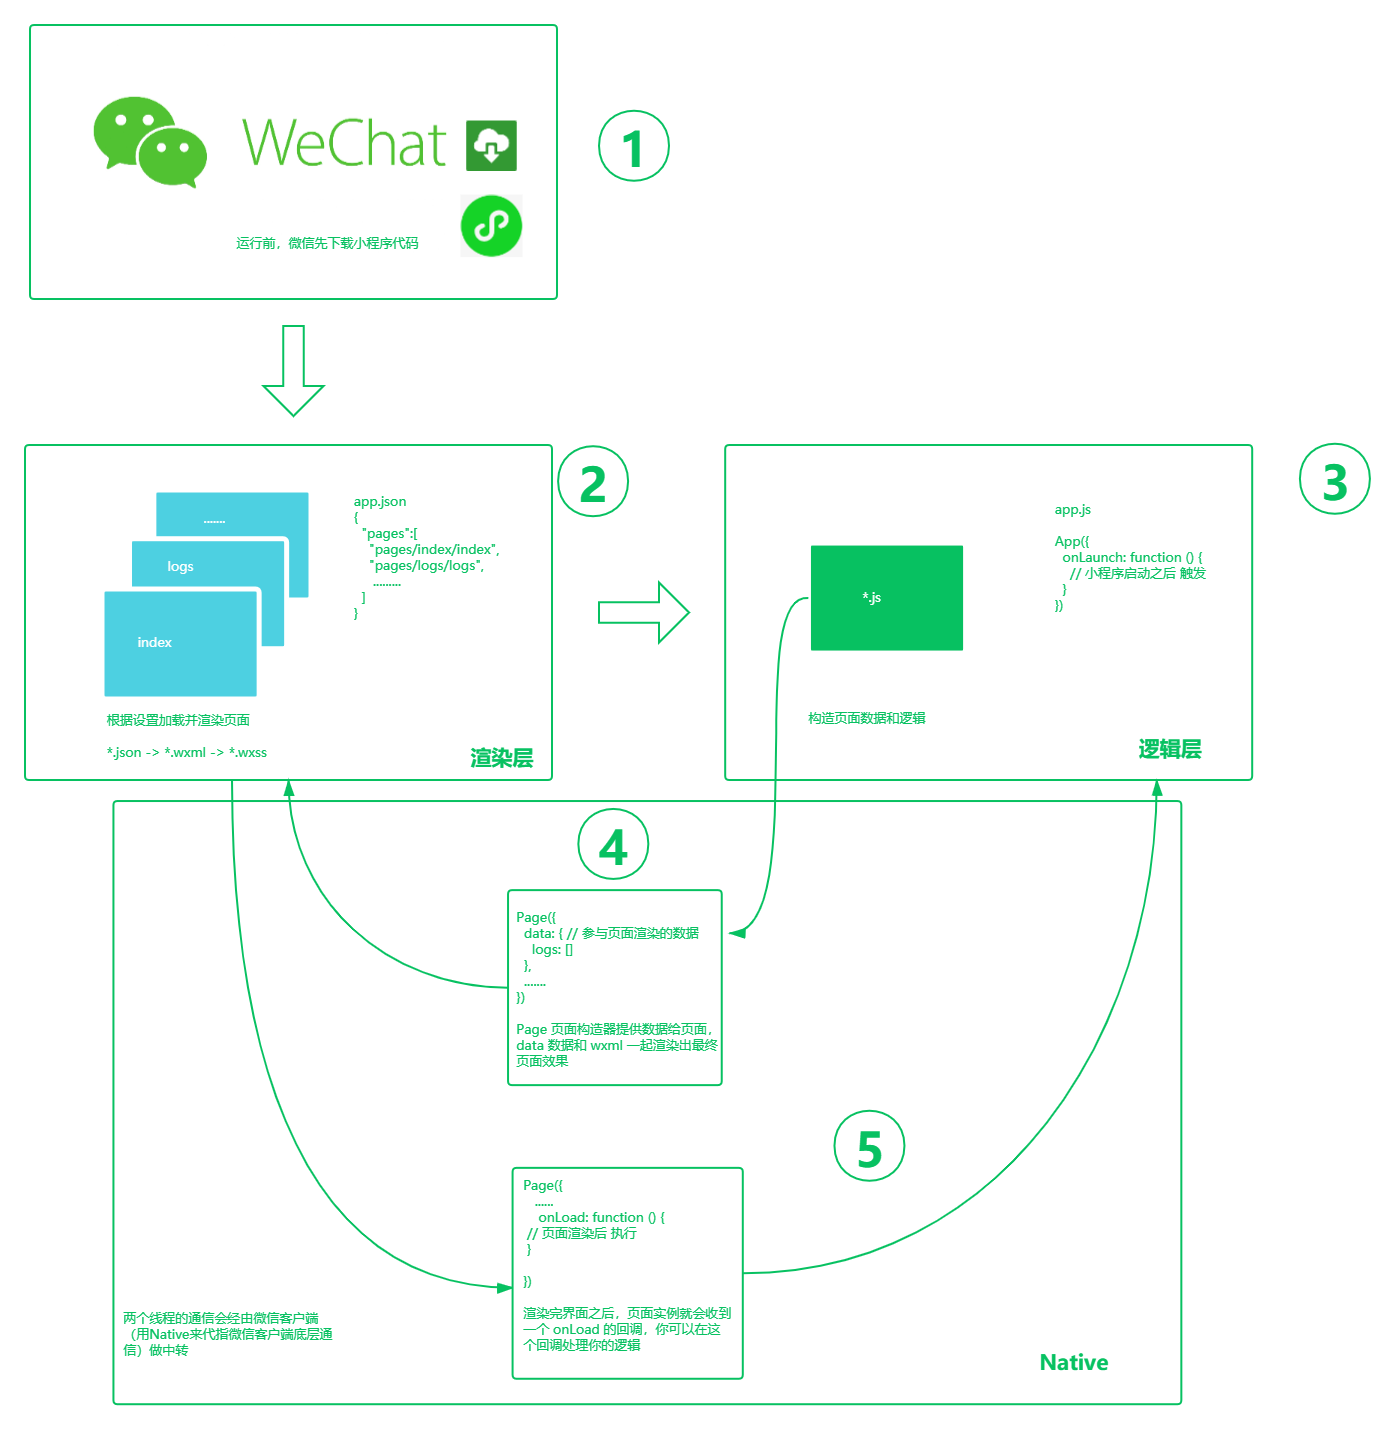 WeChat
1
运行前，微信先下载小程序代码
2
.......
logs
index
app.json
{
"pages":[
"pages/index/index",
"pages/logs/logs",
.........
]
}
根据设置加载并渲染页面
*.json -> *.wxml -> *.wxss
渲染层
3
*.js
app.js
App({
onLaunch: function () {
// 小程序启动之后 触发
}
})
构造页面数据和逻辑
逻辑层
4
Page({
data: { // 参与页面渲染的数据
logs: []
},
.......
})
Page 页面构造器提供数据给页面，
data 数据和 wxml 一起渲染出最终
页面效果
5
Page({
......
onLoad: function () {
// 页面渲染后 执行
}
})
渲染完界面之后，页面实例就会收到
一个 onLoad 的回调，你可以在这
个回调处理你的逻辑
两个线程的通信会经由微信客户端
（用Native来代指微信客户端底层通
信）做中转
Native